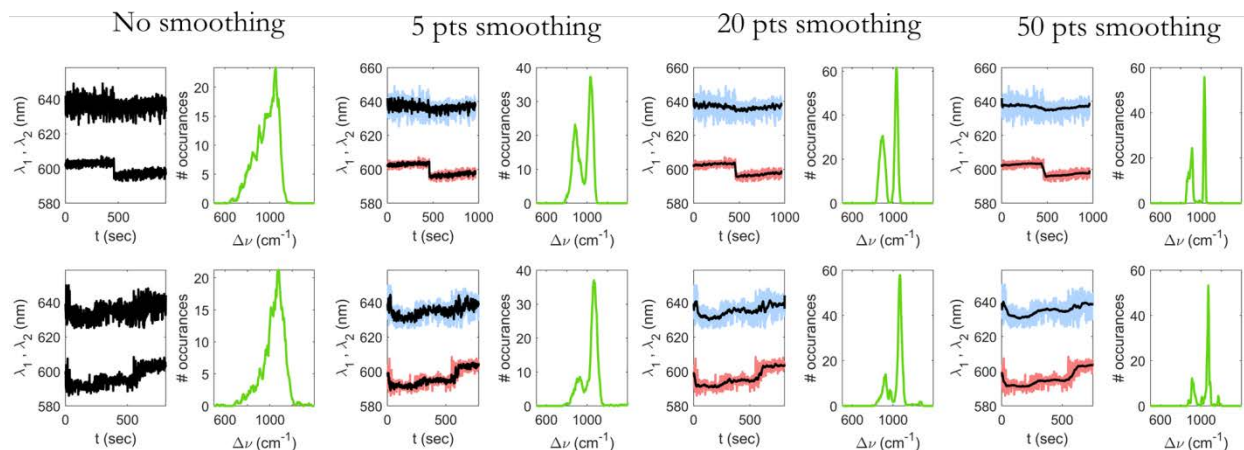 No smoothing
5 pts smoothing
20 pts smoothing
50 pts smoothing
640
620
600
580
λ1 , λ2 (nm)
0
500
t (sec)
20
15
10
5
0
# occurances
600
1000
Δν (cm-1)
660
640
620
600
580
λ1 , λ2 (nm)
0
500
1000
t (sec)
40
30
20
10
0
# occurances
600
1000
Δν (cm-1)
660
640
620
600
580
λ1 , λ2 (nm)
0
500
1000
t (sec)
60
40
20
0
# occurances
600
1000
Δν (cm-1)
660
640
620
600
580
λ1 , λ2 (nm)
0
500
1000
t (sec)
60
40
20
0
# occurances
600
1000
Δν (cm-1)
640
620
600
580
λ1 , λ2 (nm)
0
500
t (sec)
20
15
10
5
0
# occurances
600
1000
Δν (cm-1)
640
620
600
580
λ1 , λ2 (nm)
0
500
t (sec)
40
30
20
10
0
# occurances
600
1000
Δν (cm-1)
640
620
600
580
λ1 , λ2 (nm)
0
500
t (sec)
60
40
20
0
# occurances
600
1000
Δν (cm-1)
640
620
600
580
λ1 , λ2 (nm)
0
500
t (sec)
60
40
20
0
# occurances
600
1000
Δν (cm-1)